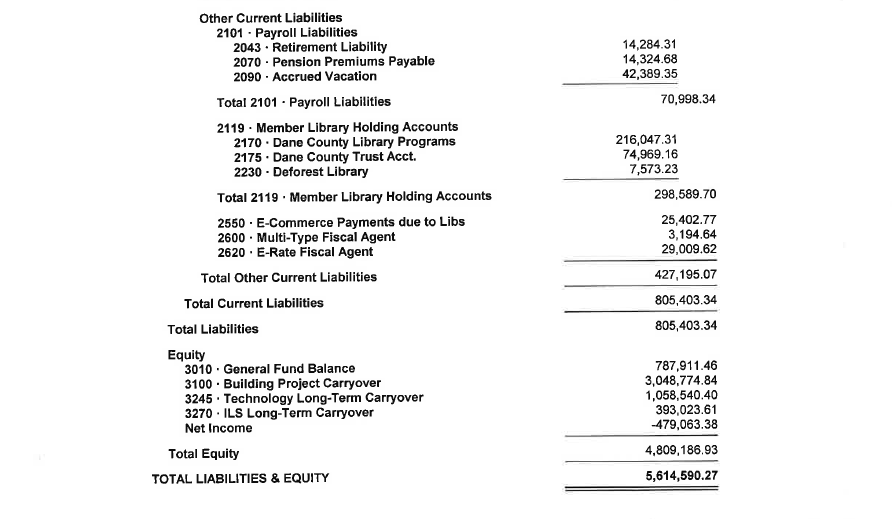 Other Current Liabilities
2101 · Payroll Liabilities
2043 · Retirement Liability 14,284.31
2070 · Pension Premiums Payable 14,324.68
2090 · Accrued Vacation 42,389.35
Total 2101 · Payroll Liabilities 70,998.34
2119 · Member Library Holding Accounts
2170 · Dane County Library Programs 216,047.31
2175 · Dane County Trust Acct. 74,969.16
2230 · Deforest Library 7,573.23
Total 2119 · Member Library Holding Accounts 298,589.70
2550 · E-Commerce Payments due to Libs 25,402.77
2600 · Multi-Type Fiscal Agent 3,194.64
2620 · E-Rate Fiscal Agent 29,009.62
Total Other Current Liabilities 427,195.07
Total Current Liabilities 805,403.34
Total Liabilities 805,403.34
Equity
3010 · General Fund Balance 787,911.46
3100 · Building Project Carryover 3,048,774.84
3245 · Technology Long-Term Carryover 1,058,540.40
3270 · ILS Long-Term Carryover 393,023.61
Net Income -479,063.38
Total Equity 4,809,186.93
TOTAL LIABILITIES & EQUITY 5,614,590.27